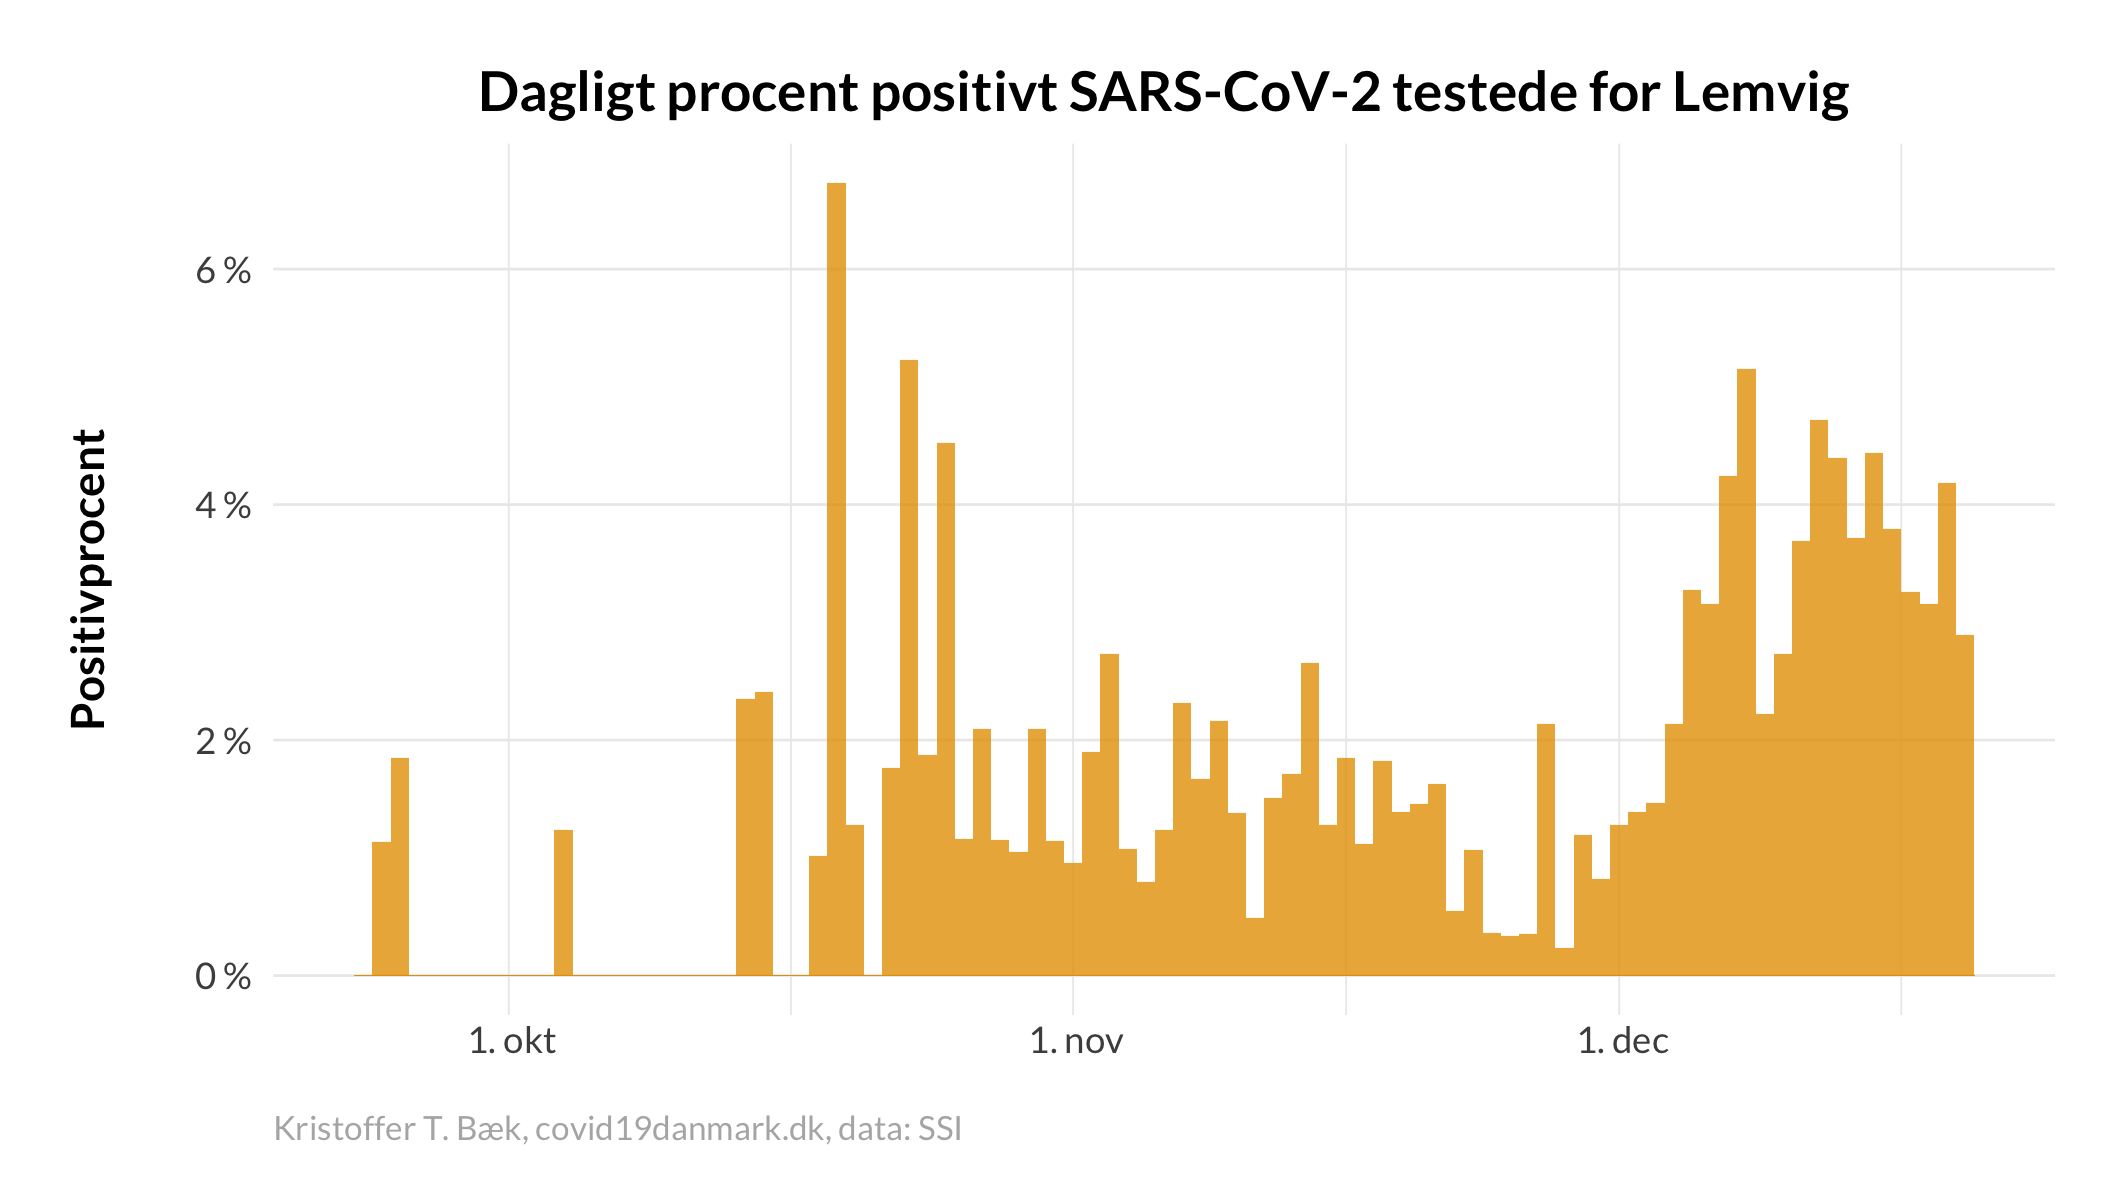 Dagligt procent positivt SARS-CoV-2 testede for Lemvig
Positivprocent
6 %
4 %
2 %
0 %
1. okt
1. nov
1. dec
Kristoffer T. Bæk, covid19danmark.dk, data: SSI